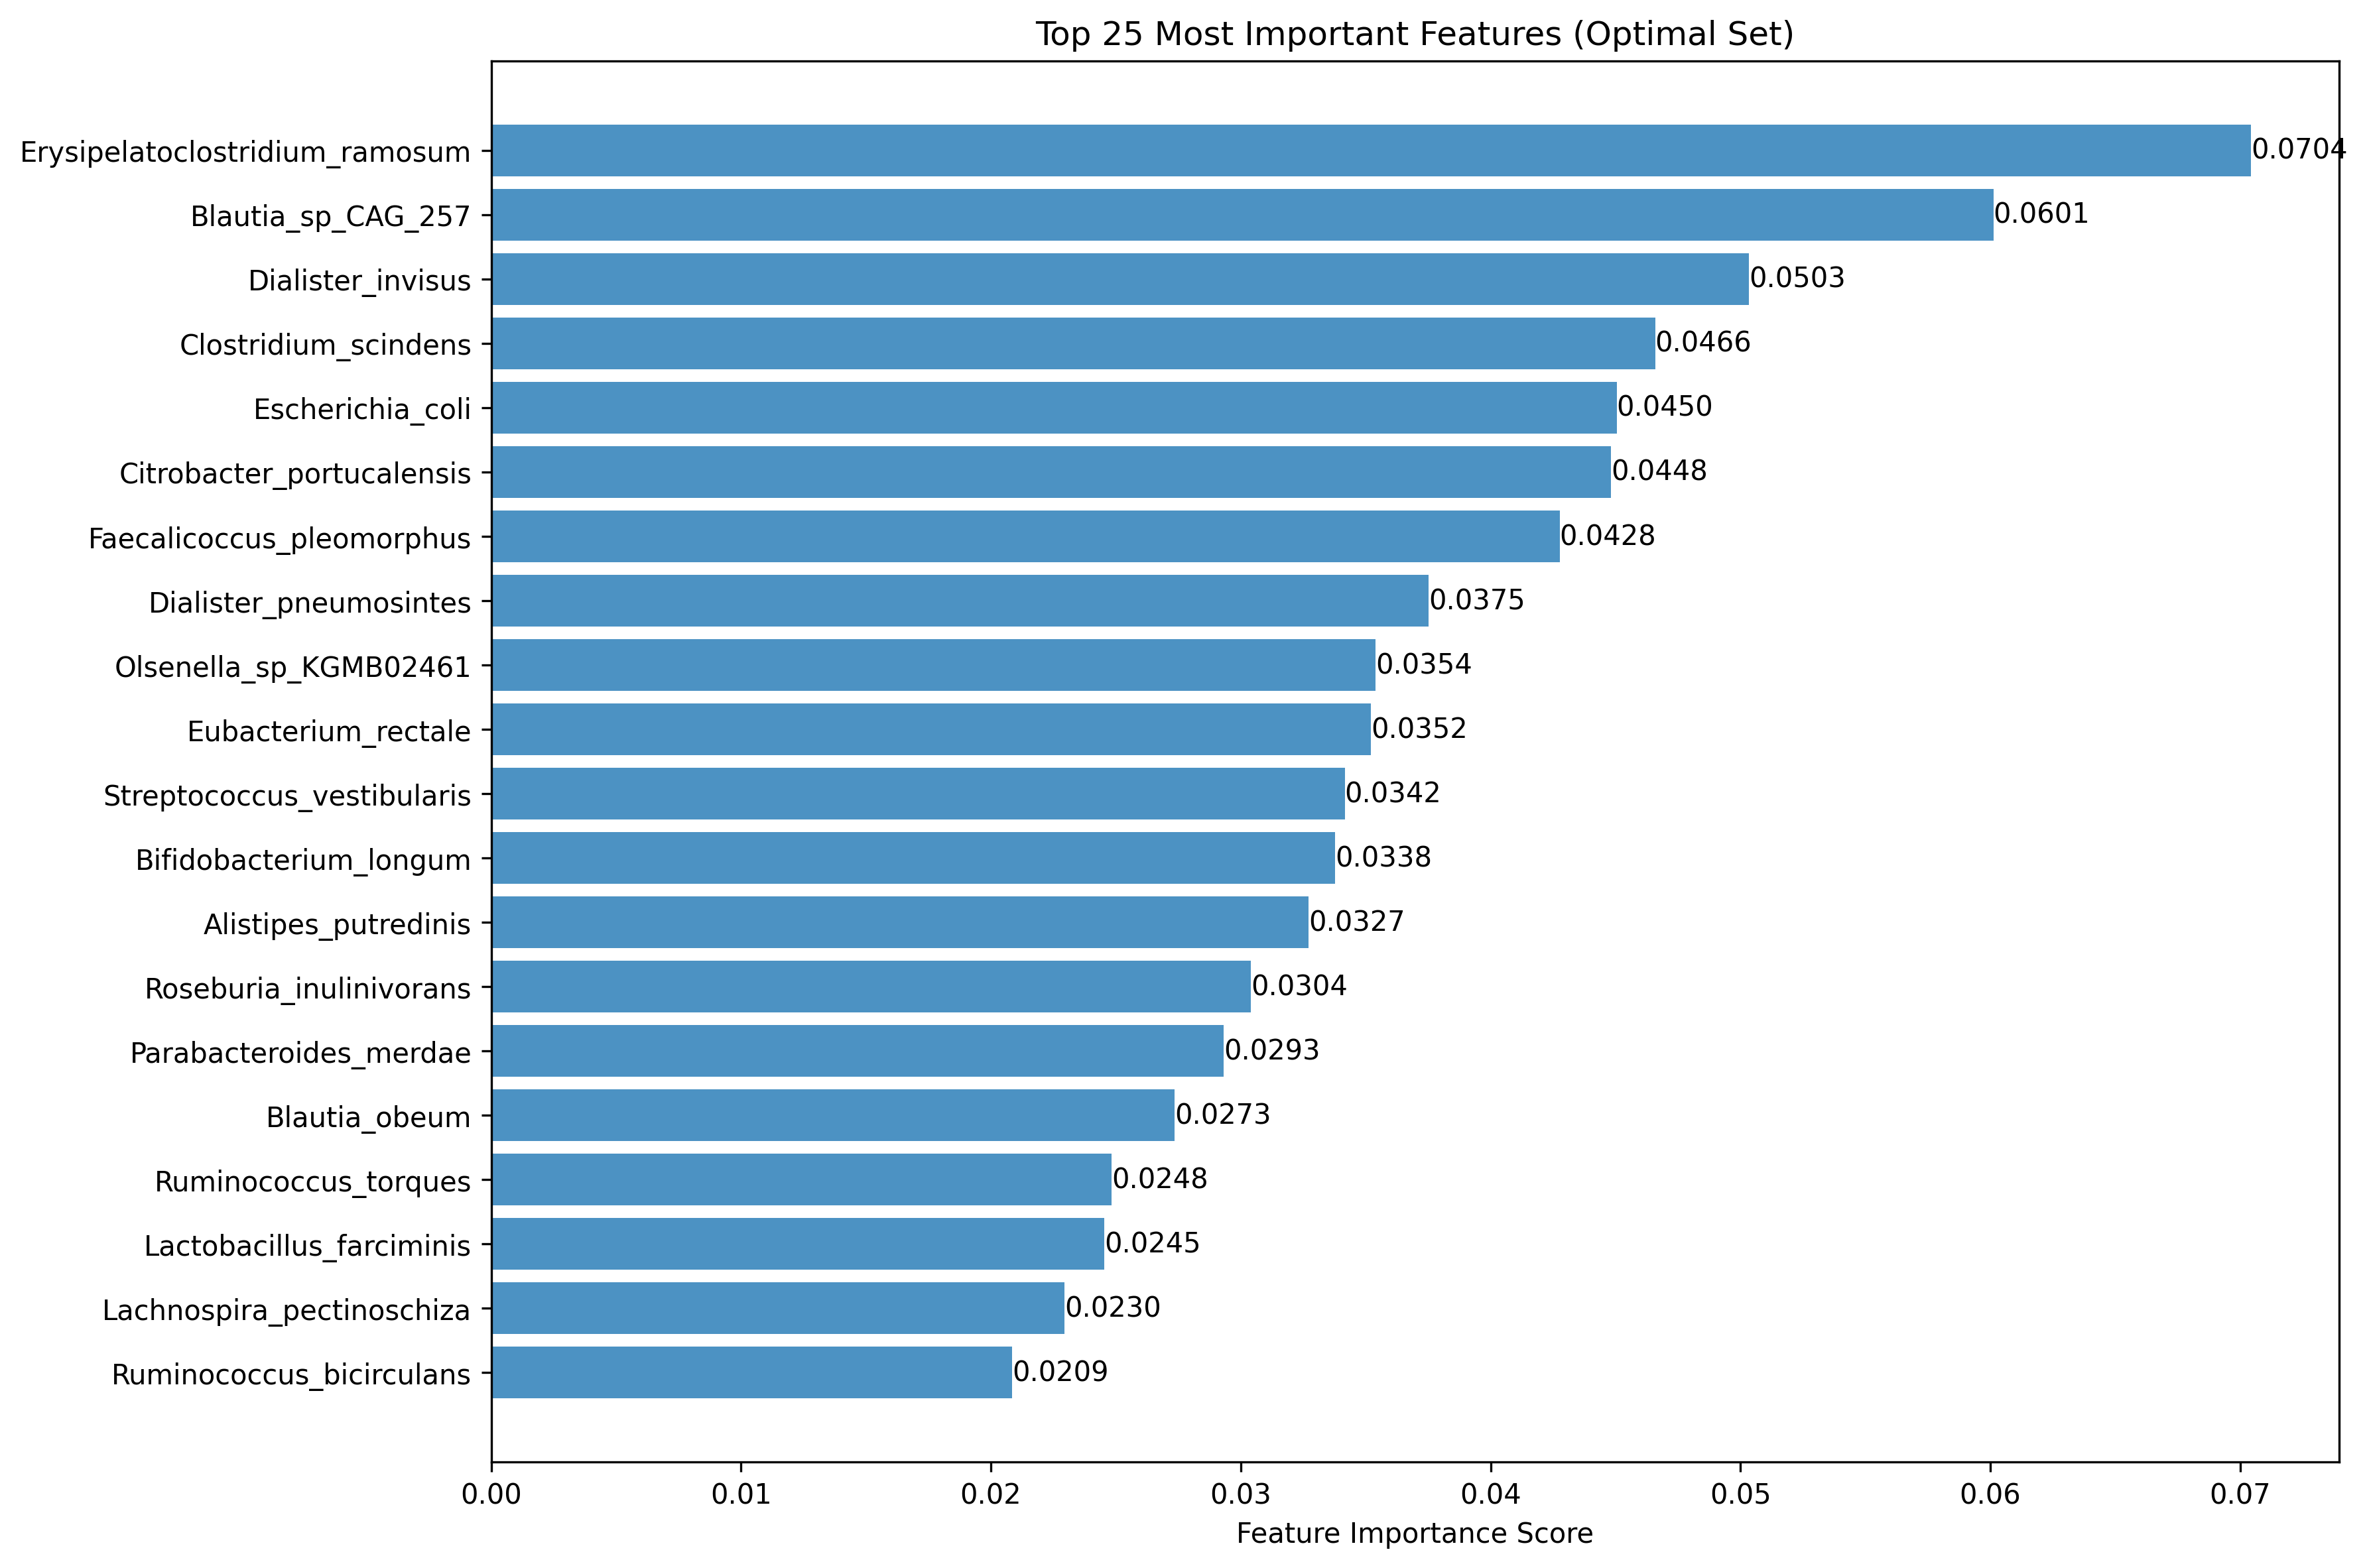 Top 25 Most Important Features (Optimal Set)
Erysipelatoclostridium_ramosum 0.0704
Blautia_sp_CAG_257 0.0601
Dialister_invisus 0.0503
Clostridium_scindens 0.0466
Escherichia_coli 0.0450
Citrobacter_portucalensis 0.0448
Faecalicoccus_pleomorphus 0.0428
Dialister_pneumosintes 0.0375
Olsenella_sp_KGMB02461 0.0354
Eubacterium_rectale 0.0352
Streptococcus_vestibularis 0.0342
Bifidobacterium_longum 0.0338
Alistipes_putredinis 0.0327
Roseburia_inulinivorans 0.0304
Parabacteroides_merdae 0.0293
Blautia_obeum 0.0273
Ruminococcus_torques 0.0248
Lactobacillus_farciminis 0.0245
Lachnospira_pectinoschiza 0.0230
Ruminococcus_bicirculans 0.0209
0.00 0.01 0.02 0.03 0.04 0.05 0.06 0.07
Feature Importance Score